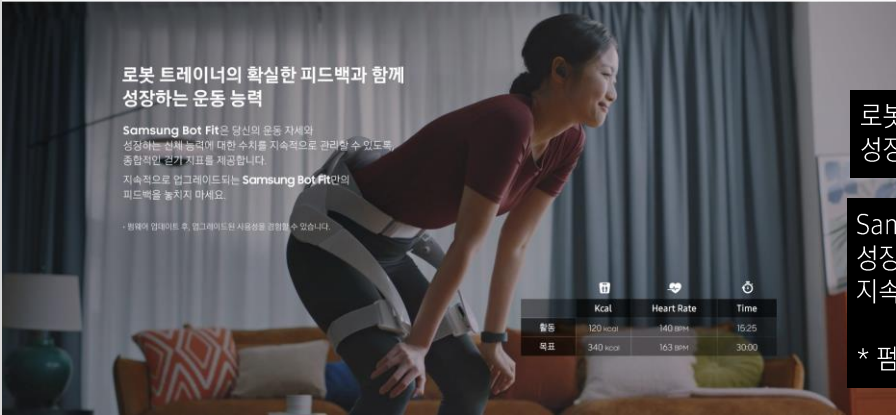 로봇 트레이너의 확실한 피드백과 함께
성장하는 운동 능력
Samsung Bot Fit은 당신의 운동 자세와
성장하는 신체 능력에 대한 수치를 지속적으로 관리할 수 있도록,
종합적인 걷기 지표를 제공합니다.
지속적으로 업그레이드되는 Samsung Bot Fit만의
피드백을 놓치지 마세요.
• 펌웨어 업데이트 후, 업그레이드된 사용성을 경험할 수 있습니다.
Kcal Heart Rate Time
활동 120 kcal 140 BPM 15:25
목표 340 kcal 163 BPM 30:00
로봇
성장
Sam
성장
지속
* 펌